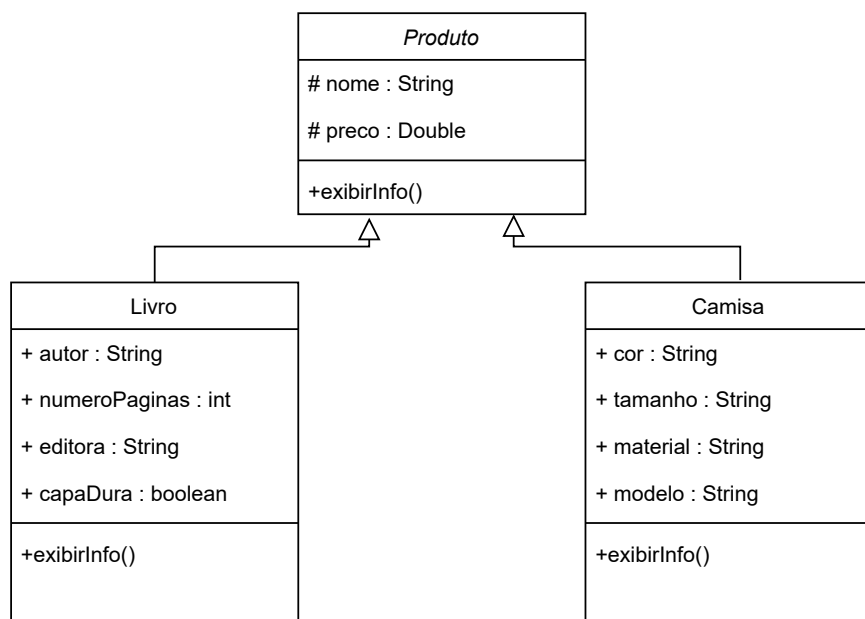 Produto
# nome : String
# preco : Double
+exibirInfo()
Livro
+ autor : String
+ numeroPaginas : int
+ editora : String
+ capaDura : boolean
+exibirInfo()
Camisa
+ cor : String
+ tamanho : String
+ material : String
+ modelo : String
+exibirInfo()